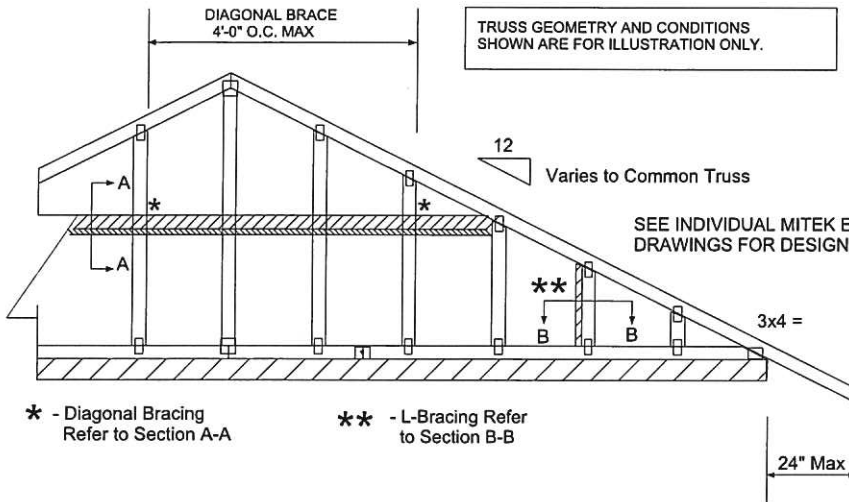 DIAGONAL BRACE
4'-0" O.C. MAX
TRUSS GEOMETRY AND CONDITIONS
SHOWN ARE FOR ILLUSTRATION ONLY.
12
Varies to Common Truss
A
*
*
SEE INDIVIDUAL MITEK E
DRAWINGS FOR DESIGN
A
**
B
B
3x4 =
* - Diagonal Bracing
Refer to Section A-A
** - L-Bracing Refer
to Section B-B
24" Max